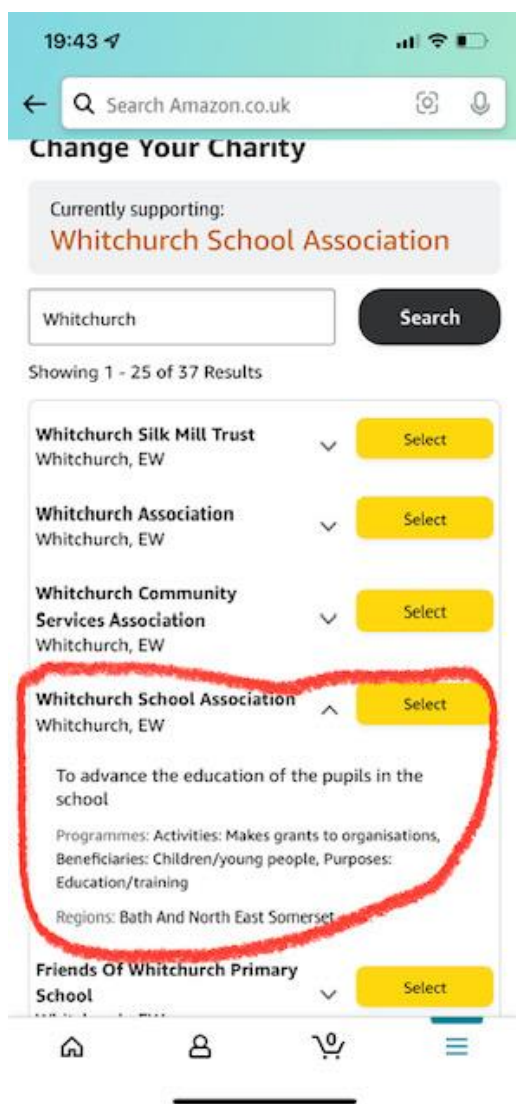 19:43
Search Amazon.co.uk
Change Your Charity
Currently supporting:
Whitchurch School Association
Whitchurch
Search
Showing 1 - 25 of 37 Results
Whitchurch Silk Mill Trust
Whitchurch, EW
Select
Whitchurch Association
Whitchurch, EW
Select
Whitchurch Community
Services Association
Whitchurch, EW
Select
Whitchurch School Association
Whitchurch, EW
Select
To advance the education of the pupils in the
school
Programmes: Activities: Makes grants to organisations,
Beneficiaries: Children/young people, Purposes:
Education/training
Regions: Bath And North East Somerset
Friends Of Whitchurch Primary
School
Select
0